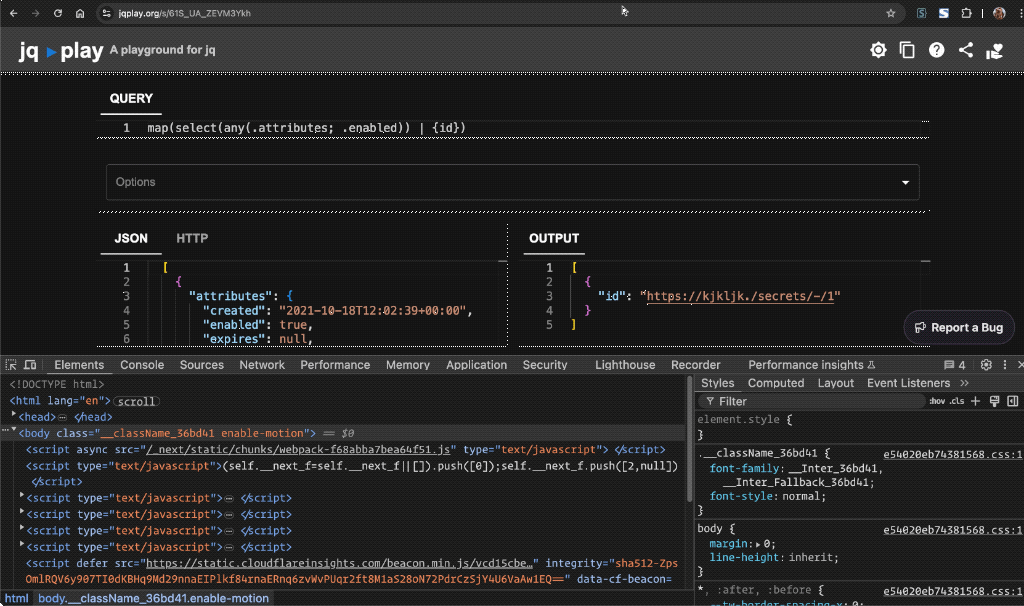 jqplay.org/s/61S_UA_ZEVM3Ykh
jq play A playground for jq
QUERY
1 map(select(any(.attributes; .enabled)) | {id})
Options
JSON HTTP
1 [
2 {
3 "attributes": {
4 "created": "2021-10-18T12:02:39+00:00",
5 "enabled": true,
6 "expires": null,
OUTPUT
1 [
2 {
3 "id": "https://kjkljk./secrets/-/1"
4 }
5 ]
Report a Bug
Elements Console Sources Network Performance Memory Application Security Lighthouse Recorder Performance insights 4
<!DOCTYPE html>
<html lang="en"> scroll
<head>⋯ </head>
<body class="__className_36bd41 enable-motion"> == $0
<script async src="/_next/static/chunks/webpack-f68abba7bea64f51.js" type="text/javascript"> </script>
<script type="text/javascript">(self.__next_f=self.__next_f||[]).push([0]);self.__next_f.push([2,null])
</script>
<script type="text/javascript">⋯ </script>
<script type="text/javascript">⋯ </script>
<script type="text/javascript">⋯ </script>
<script type="text/javascript">⋯ </script>
<script defer src="https://static.cloudflareinsights.com/beacon.min.js/vcd15cbe…" integrity="sha512-Zps
OmlRQV6y907TI0dKBHq9Md29nnaEIPlkf84rnaERnq6zvWvPUqr2ft8M1aS28oN72PdrCzSjY4U6VaAw1EQ==" data-cf-beacon=
html body.__className_36bd41.enable-motion
Styles Computed Layout Event Listeners »
Filter :hov .cls +
element.style {
}
.__className_36bd41 { e54020eb74381568.css:1
font-family: __Inter_36bd41,
__Inter_Fallback_36bd41;
font-style: normal;
}
body { e54020eb74381568.css:1
margin: 0;
line-height: inherit;
}
*, :after, :before { e54020eb74381568.css:1
--tw-border-spacing-x: 0;